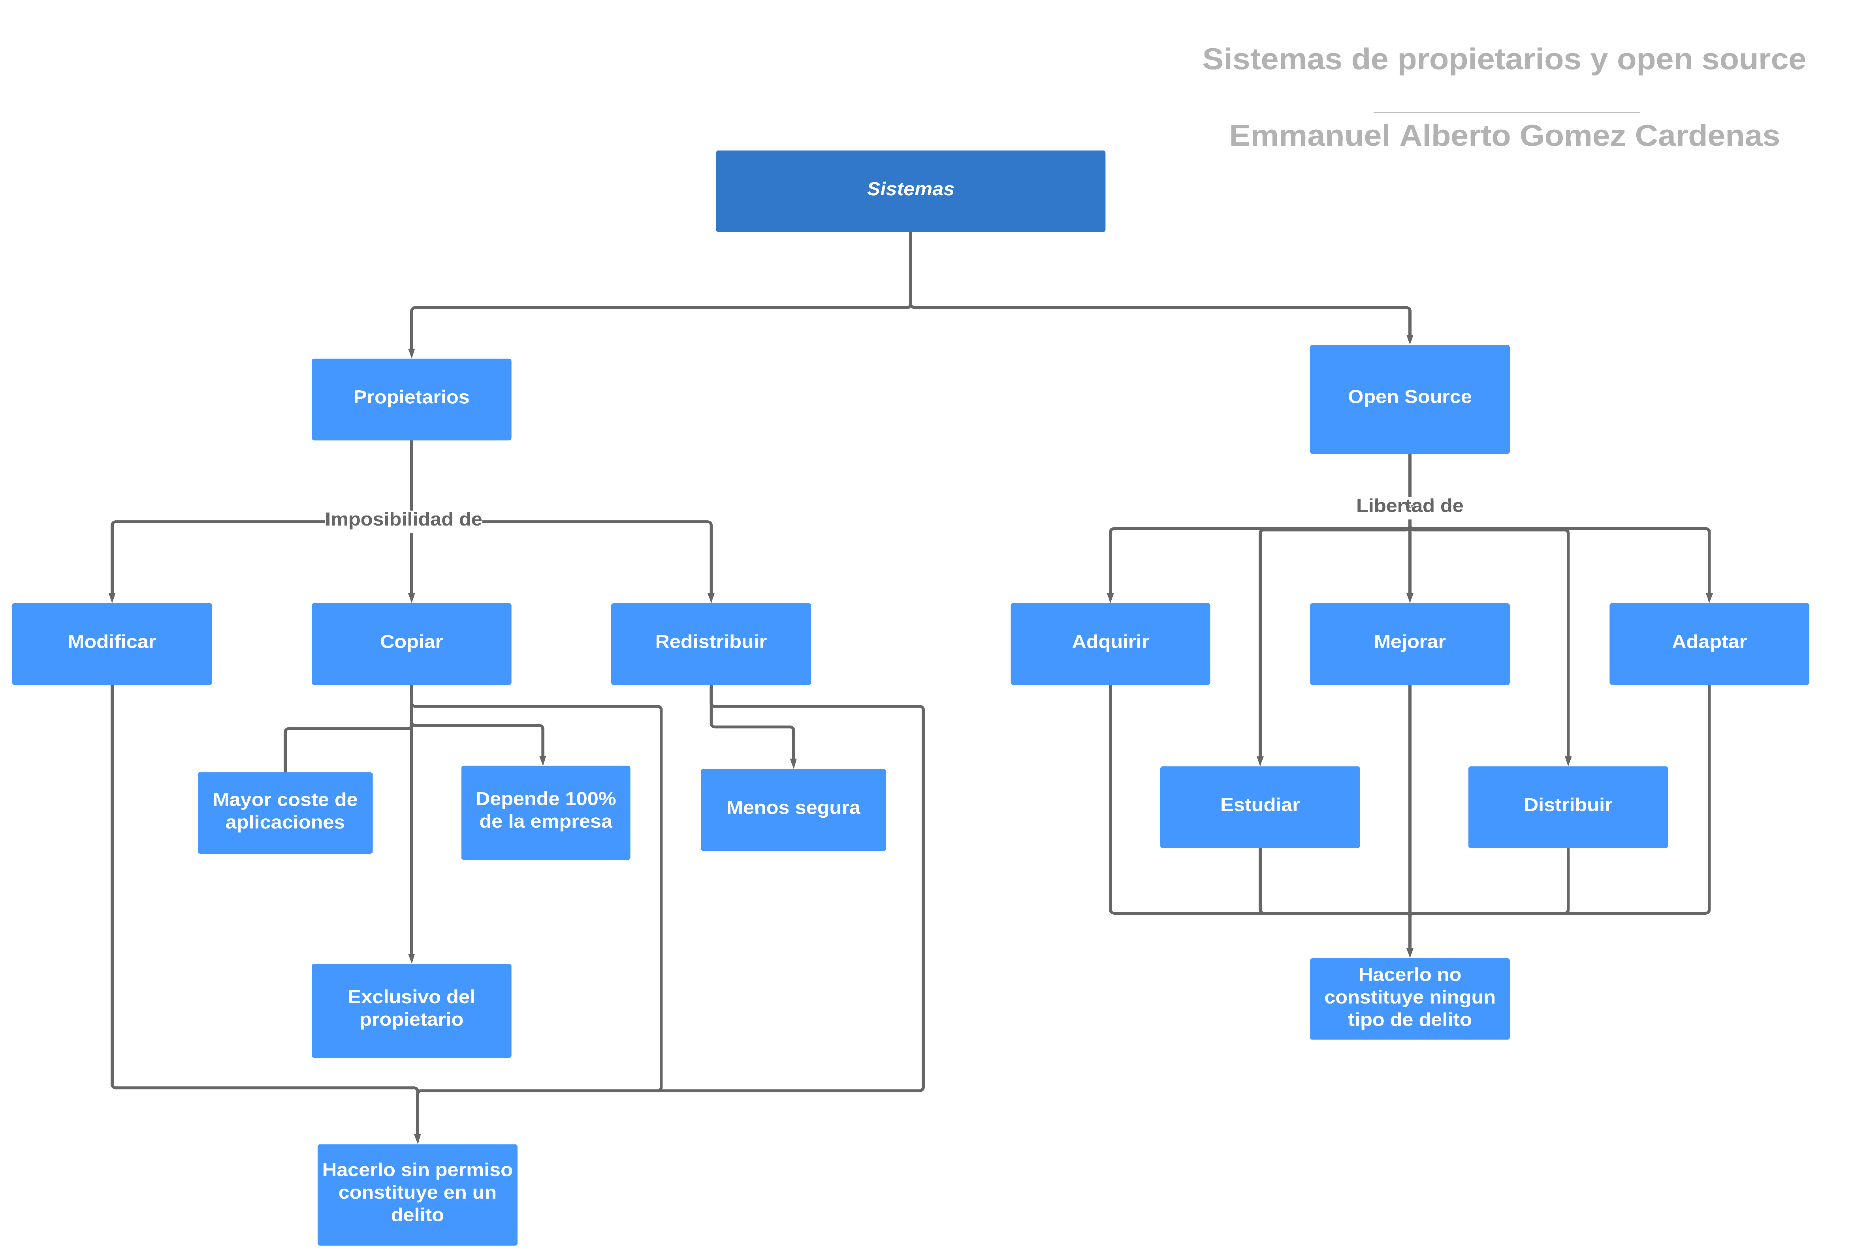 Sistemas de propietarios y open source
Emmanuel Alberto Gomez Cardenas
Sistemas
Propietarios
Open Source
Imposibilidad de
Libertad de
Modificar
Copiar
Redistribuir
Adquirir
Mejorar
Adaptar
Mayor coste de
aplicaciones
Depende 100%
de la empresa
Menos segura
Estudiar
Distribuir
Exclusivo del
propietario
Hacerlo no
constituye ningun
tipo de delito
Hacerlo sin permiso
constituye en un
delito